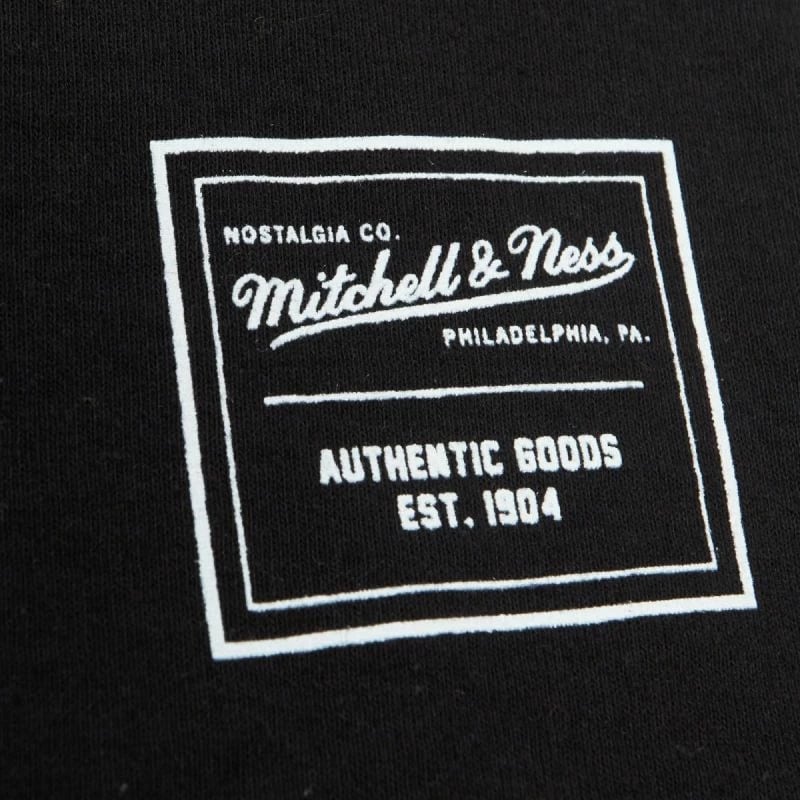 NOSTALGIA CO.
Mitchell & Ness
PHILADELPHIA, PA.
AUTHENTIC GOODS
EST. 1904